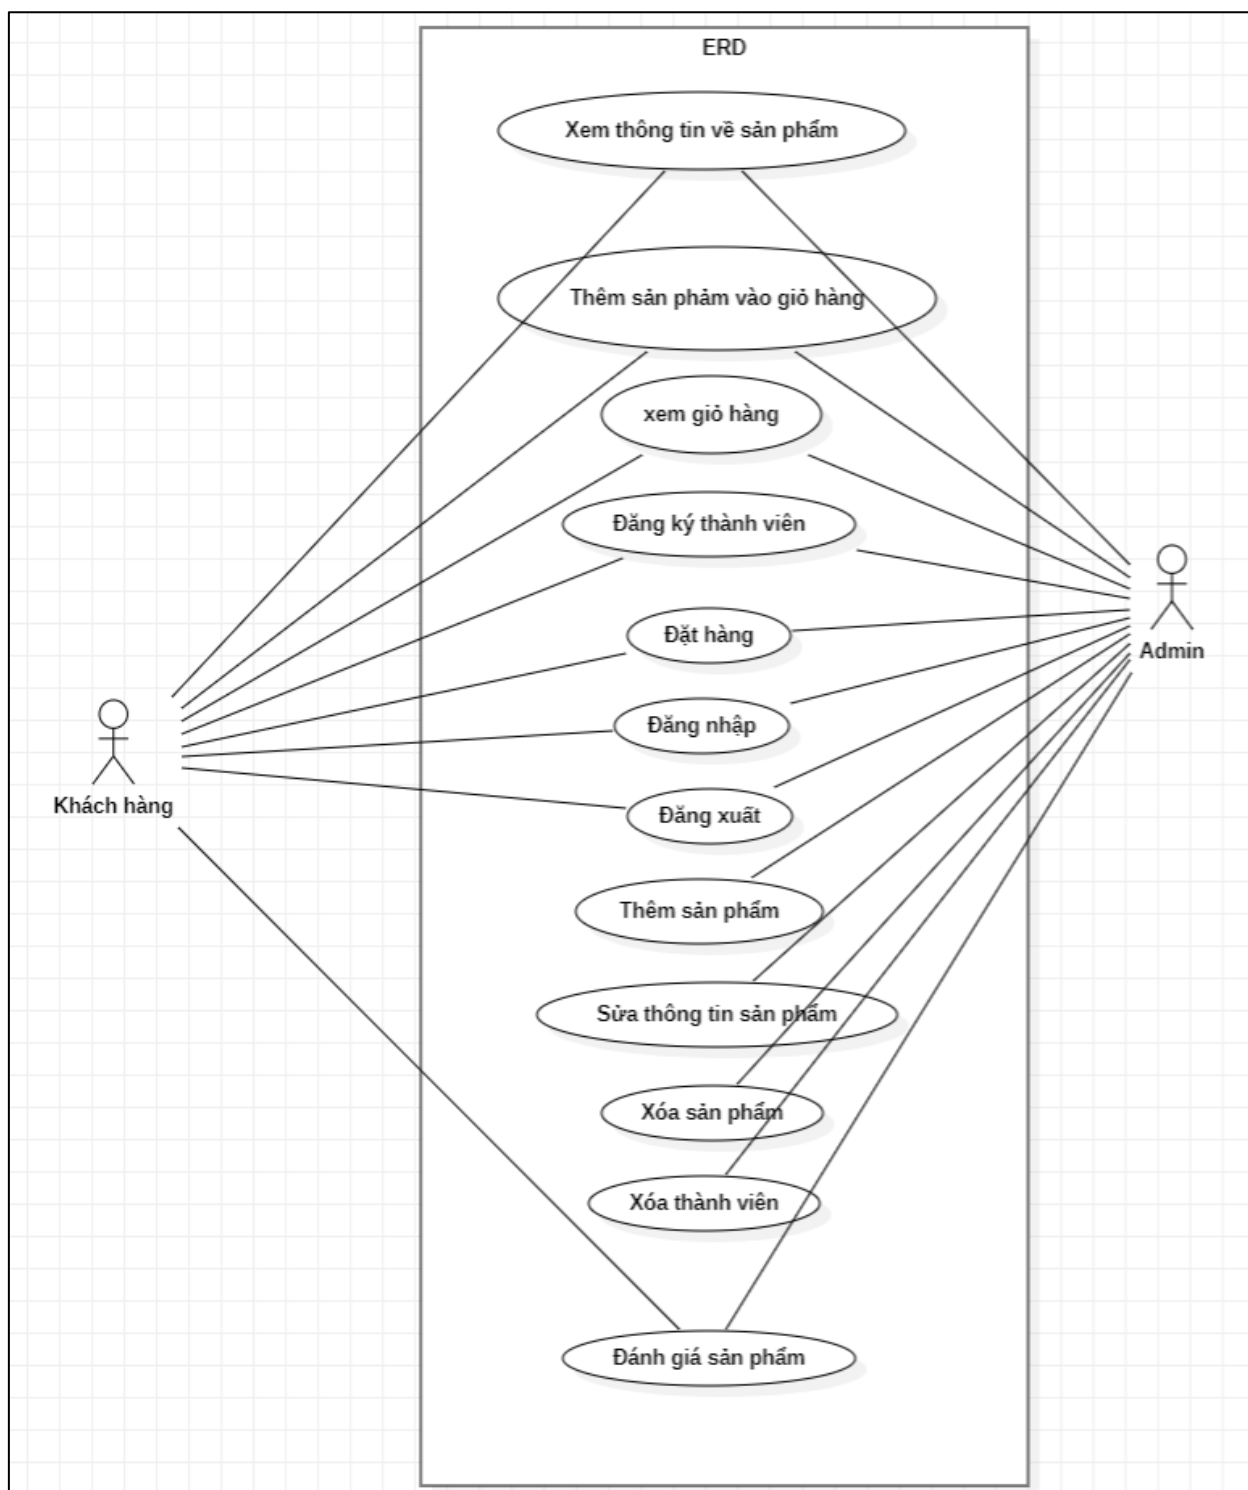 ERD
Xem thông tin về sản phẩm
Thêm sản phảm vào giỏ hàng
xem giỏ hàng
Đăng ký thành viên
Đặt hàng
Admin
Đăng nhập
Khách hàng
Đăng xuất
Thêm sản phẩm
Sửa thông tin sản phẩm
Xóa sản phẩm
Xóa thành viên
Đánh giá sản phẩm